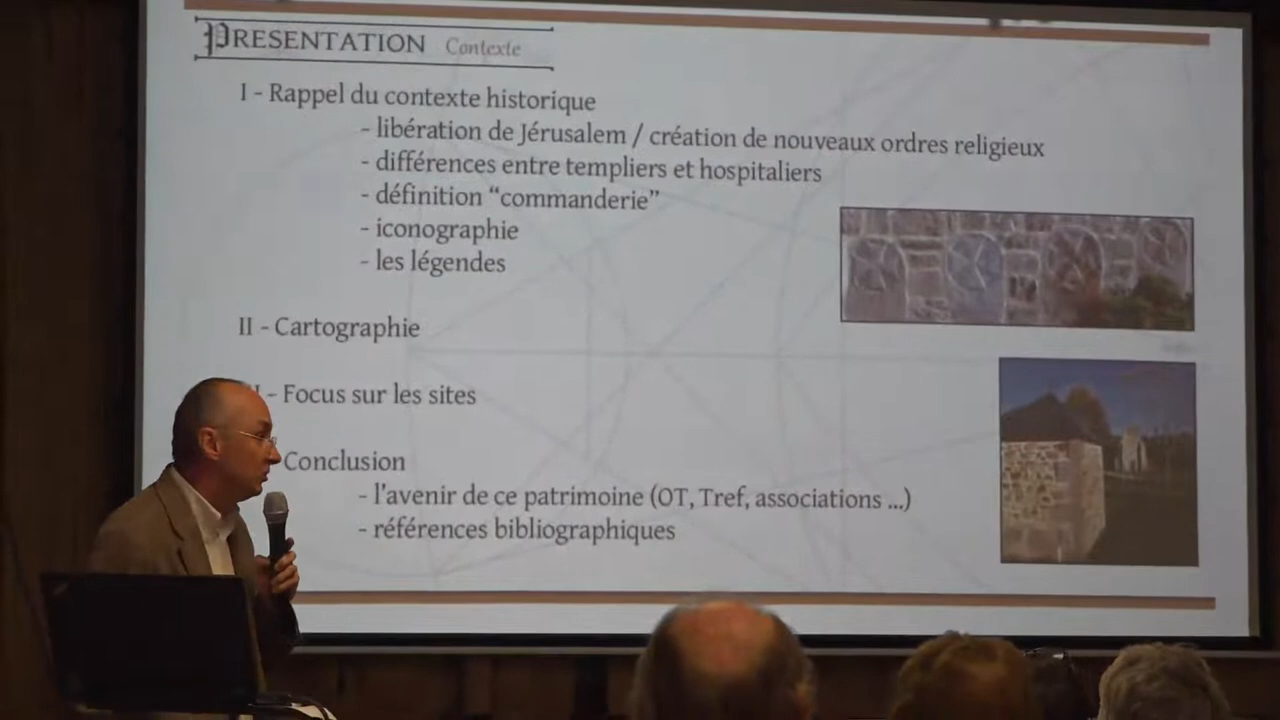 PRESENTATION Contexte
I - Rappel du contexte historique
- libération de Jérusalem / création de nouveaux ordres religieux
- différences entre templiers et hospitaliers
- définition “commanderie”
- iconographie
- les légendes
II - Cartographie
- Focus sur les sites
Conclusion
- l'avenir de ce patrimoine (OT, Tref, associations ...)
- références bibliographiques